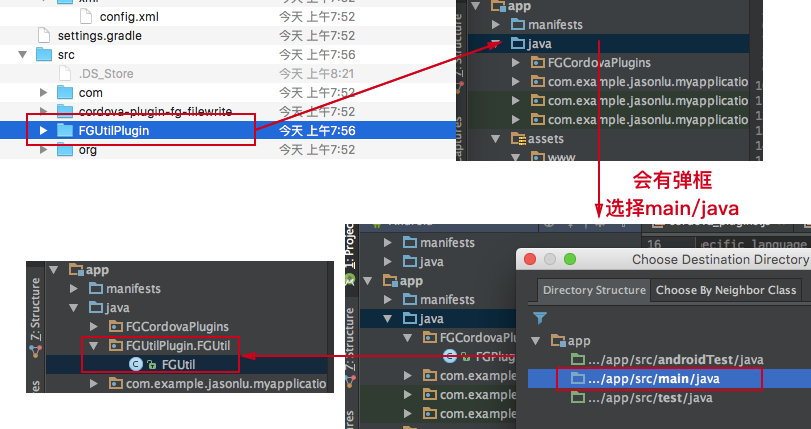 xml
config.xml
今天 上午7:52
今天 上午7:52
settings.gradle
今天 上午7:52
src
今天 上午7:56
.DS_Store
今天 上午8:21
com
今天 上午7:52
cordova-plugin-fg-filewrite
今天 上午7:52
FGUtilPlugin
今天 上午7:56
org
今天 上午7:52
Z: Structure
app
manifests
java
FGCordovaPlugins
com.example.jasonlu.myapplicatio
com.example.jasonlu.myapplicatio
com.example.jasonlu.myapplicatio
assets
www
会有弹框
选择main/java
Z: Structure
app
manifests
java
FGCordovaPlugins
FGUtilPlugin.FGUtil
FGUtil
com.example.jasonlu.myapplication
1: Project
Z: Structure
manifests
java
app
manifests
java
FGCordovaPl
FGPlug
com.example
com.example
com.example
16
ecific language
Choose Destination Directory
Directory Structure
Choose By Neighbor Class
app
.../app/src/androidTest/java
.../app/src/main/java
.../app/src/test/java